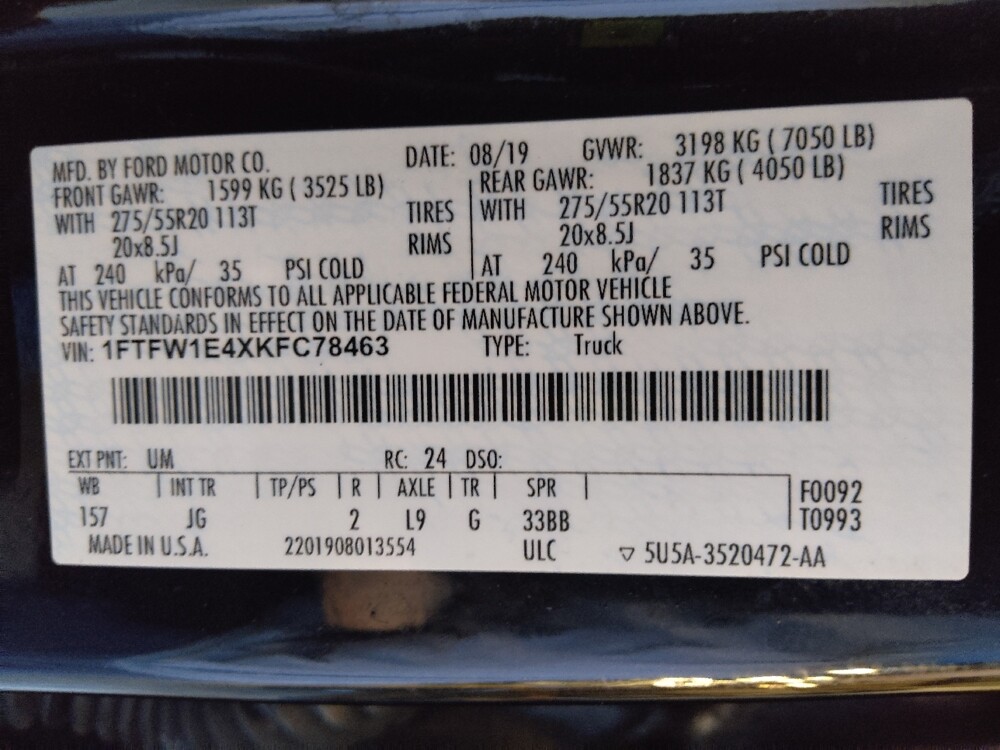 MFD. BY FORD MOTOR CO. DATE: 08/19 GVWR: 3198 KG ( 7050 LB)
FRONT GAWR: 1599 KG ( 3525 LB) REAR GAWR: 1837 KG ( 4050 LB)
WITH 275/55R20 113T TIRES WITH 275/55R20 113T TIRES
20x8.5J RIMS 20x8.5J RIMS
AT 240 kPa/ 35 PSI COLD AT 240 kPa/ 35 PSI COLD
THIS VEHICLE CONFORMS TO ALL APPLICABLE FEDERAL MOTOR VEHICLE
SAFETY STANDARDS IN EFFECT ON THE DATE OF MANUFACTURE SHOWN ABOVE.
VIN: 1FTFW1E4XKFC78463 TYPE: Truck
EXT PNT: UM RC: 24 DSO:
WB INT TR TP/PS R AXLE TR SPR F0092
157 JG 2 L9 G 33BB T0993
MADE IN U.S.A. 2201908013554 ULC ▽ 5U5A-3520472-AA